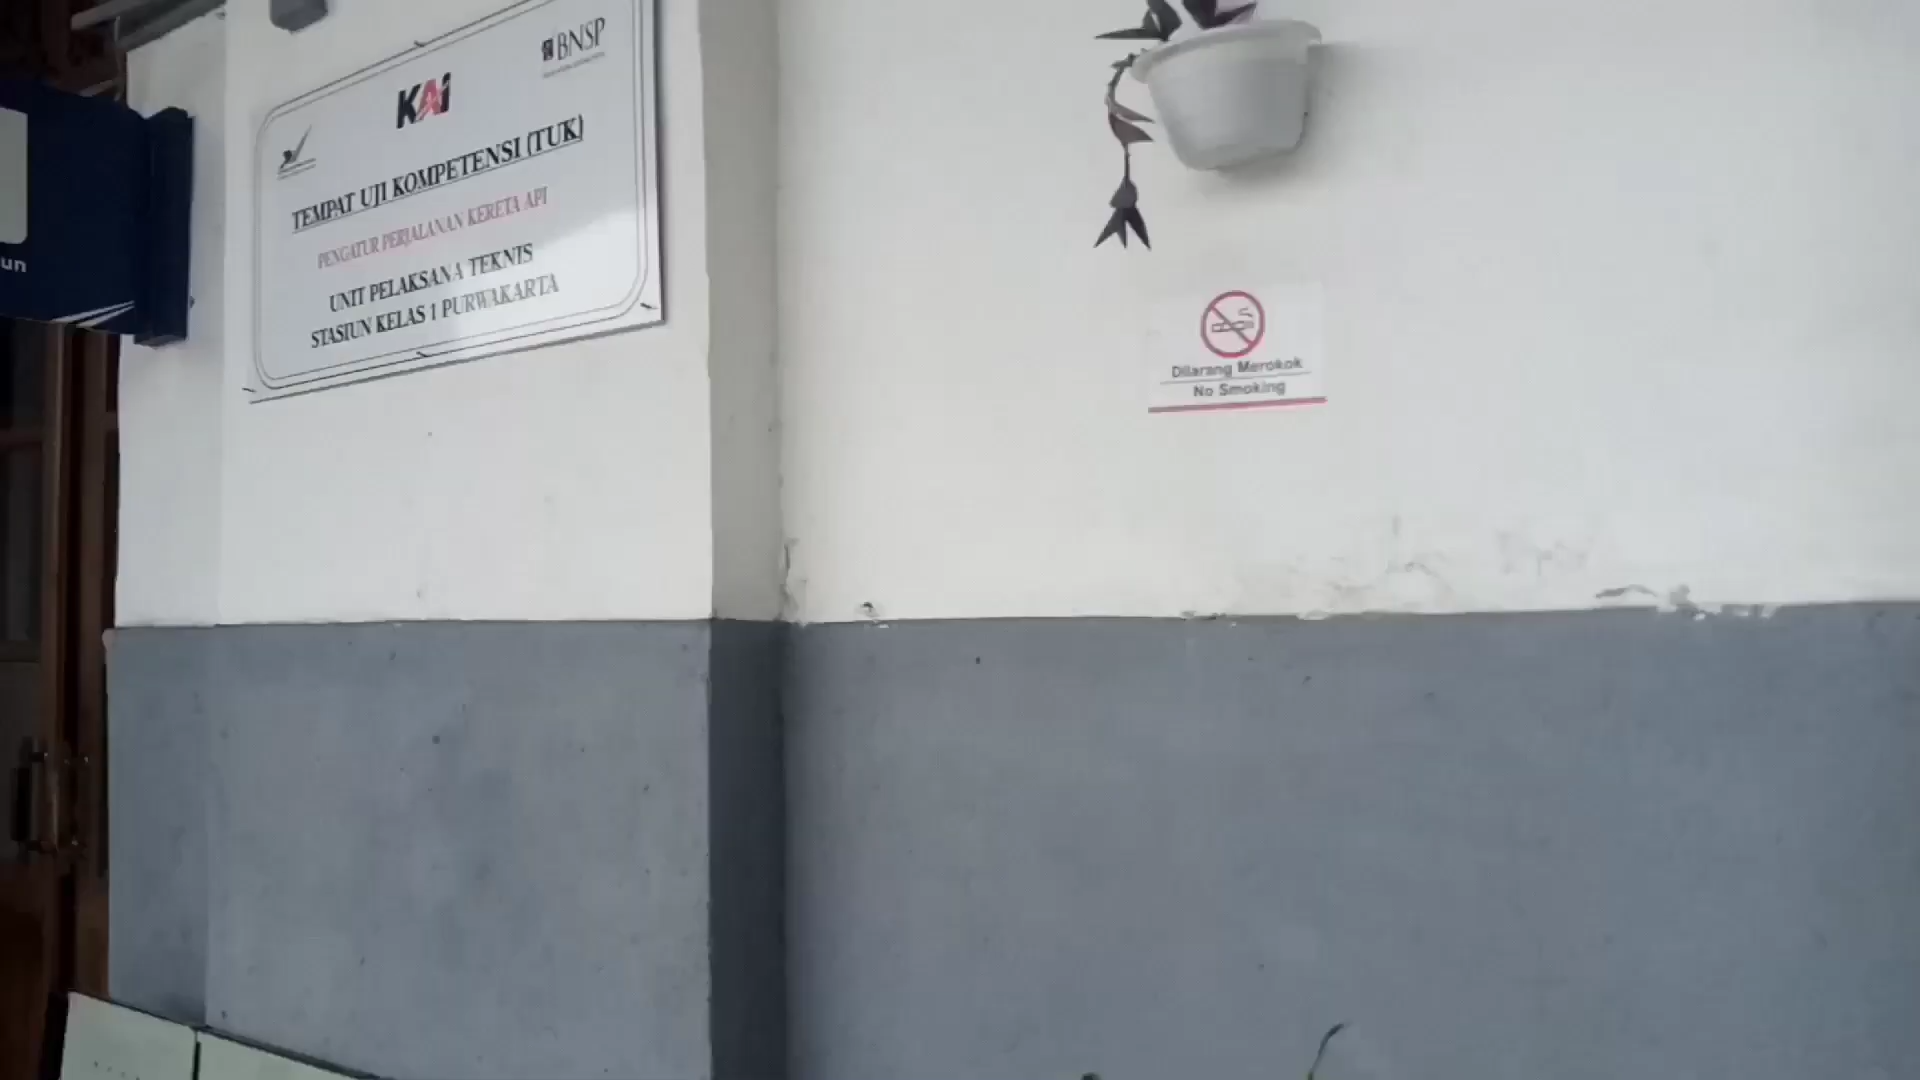 BNSP
KAI
TEMPAT UJI KOMPETENSI (TUK)
PENGATUR PERJALANAN KERETA API
UNIT PELAKSANA TEKNIS
STASIUN KELAS 1 PURWAKARTA
un
Dilarang Merokok
No Smoking